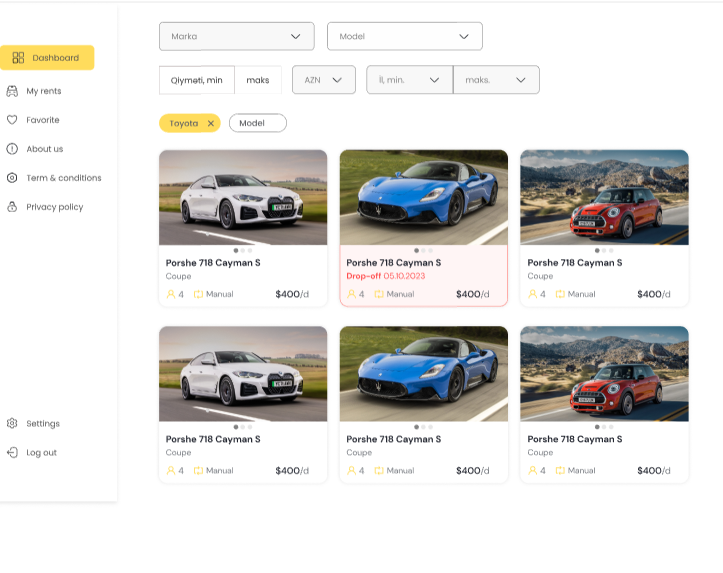 Marka
Model
Dashboard
Qiyməti, min
maks
AZN
İl, min.
maks.
My rents
Favorite
Toyota
Model
About us
Term & conditions
Privacy policy
Porshe 718 Cayman S
Coupe
4
Manual
$400/d
Porshe 718 Cayman S
Drop-off 05.10.2023
4
Manual
$400/d
Porshe 718 Cayman S
Coupe
4
Manual
$400/d
Porshe 718 Cayman S
Coupe
4
Manual
$400/d
Porshe 718 Cayman S
Coupe
4
Manual
$400/d
Porshe 718 Cayman S
Coupe
4
Manual
$400/d
Settings
Log out